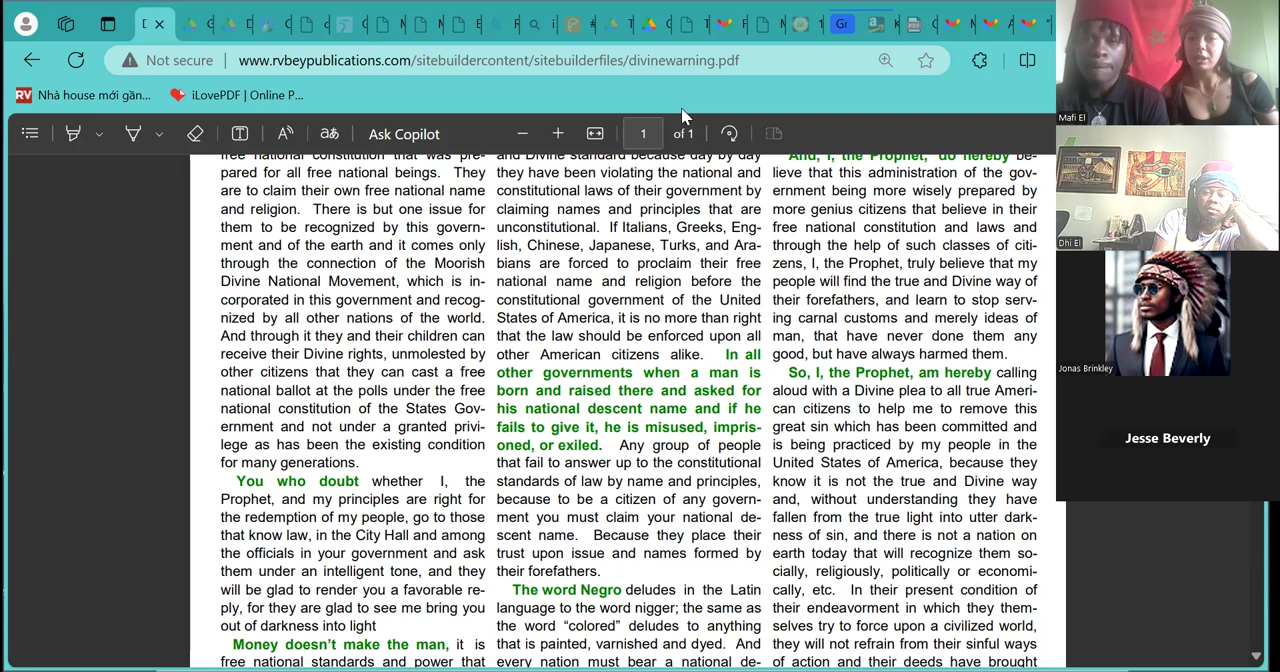 Not secure
www.rvbeypublications.com/sitebuildercontent/sitebuilderfiles/divinewarning.pdf
RV Nhà house mới gần...
iLovePDF | Online P...
Ask Copilot
1 of 1
free national constitution that was pre-
pared for all free national beings. They
are to claim their own free national name
and religion. There is but one issue for
them to be recognized by this govern-
ment and of the earth and it comes only
through the connection of the Moorish
Divine National Movement, which is in-
corporated in this government and recog-
nized by all other nations of the world.
And through it they and their children can
receive their Divine rights, unmolested by
other citizens that they can cast a free
national ballot at the polls under the free
national constitution of the States Gov-
ernment and not under a granted privi-
lege as has been the existing condition
for many generations.
You who doubt whether I, the
Prophet, and my principles are right for
the redemption of my people, go to those
that know law, in the City Hall and among
the officials in your government and ask
them under an intelligent tone, and they
will be glad to render you a favorable re-
ply, for they are glad to see me bring you
out of darkness into light
Money doesn't make the man, it is
free national standards and power that
and Divine standard because day by day
they have been violating the national and
constitutional laws of their government by
claiming names and principles that are
unconstitutional. If Italians, Greeks, Eng-
lish, Chinese, Japanese, Turks, and Ara-
bians are forced to proclaim their free
national name and religion before the
constitutional government of the United
States of America, it is no more than right
that the law should be enforced upon all
other American citizens alike. In all
other governments when a man is
born and raised there and asked for
his national descent name and if he
fails to give it, he is misused, impris-
oned, or exiled. Any group of people
that fail to answer up to the constitutional
standards of law by name and principles,
because to be a citizen of any govern-
ment you must claim your national de-
scent name. Because they place their
trust upon issue and names formed by
their forefathers.
The word Negro deludes in the Latin
language to the word nigger; the same as
the word “colored” deludes to anything
that is painted, varnished and dyed. And
every nation must bear a national de-
And, I, the Prophet, do hereby be-
lieve that this administration of the gov-
ernment being more wisely prepared by
more genius citizens that believe in their
free national constitution and laws and
through the help of such classes of citi-
zens, I, the Prophet, truly believe that my
people will find the true and Divine way of
their forefathers, and learn to stop serv-
ing carnal customs and merely ideas of
man, that have never done them any
good, but have always harmed them.
So, I, the Prophet, am hereby calling
aloud with a Divine plea to all true Ameri-
can citizens to help me to remove this
great sin which has been committed and
is being practiced by my people in the
United States of America, because they
know it is not the true and Divine way
and, without understanding they have
fallen from the true light into utter dark-
ness of sin, and there is not a nation on
earth today that will recognize them so-
cially, religiously, politically or economi-
cally, etc. In their present condition of
their endeavorment in which they them-
selves try to force upon a civilized world,
they will not refrain from their sinful ways
of action and their deeds have brought
Mafi El
Dhi El
Jonas Brinkley
Jesse Beverly